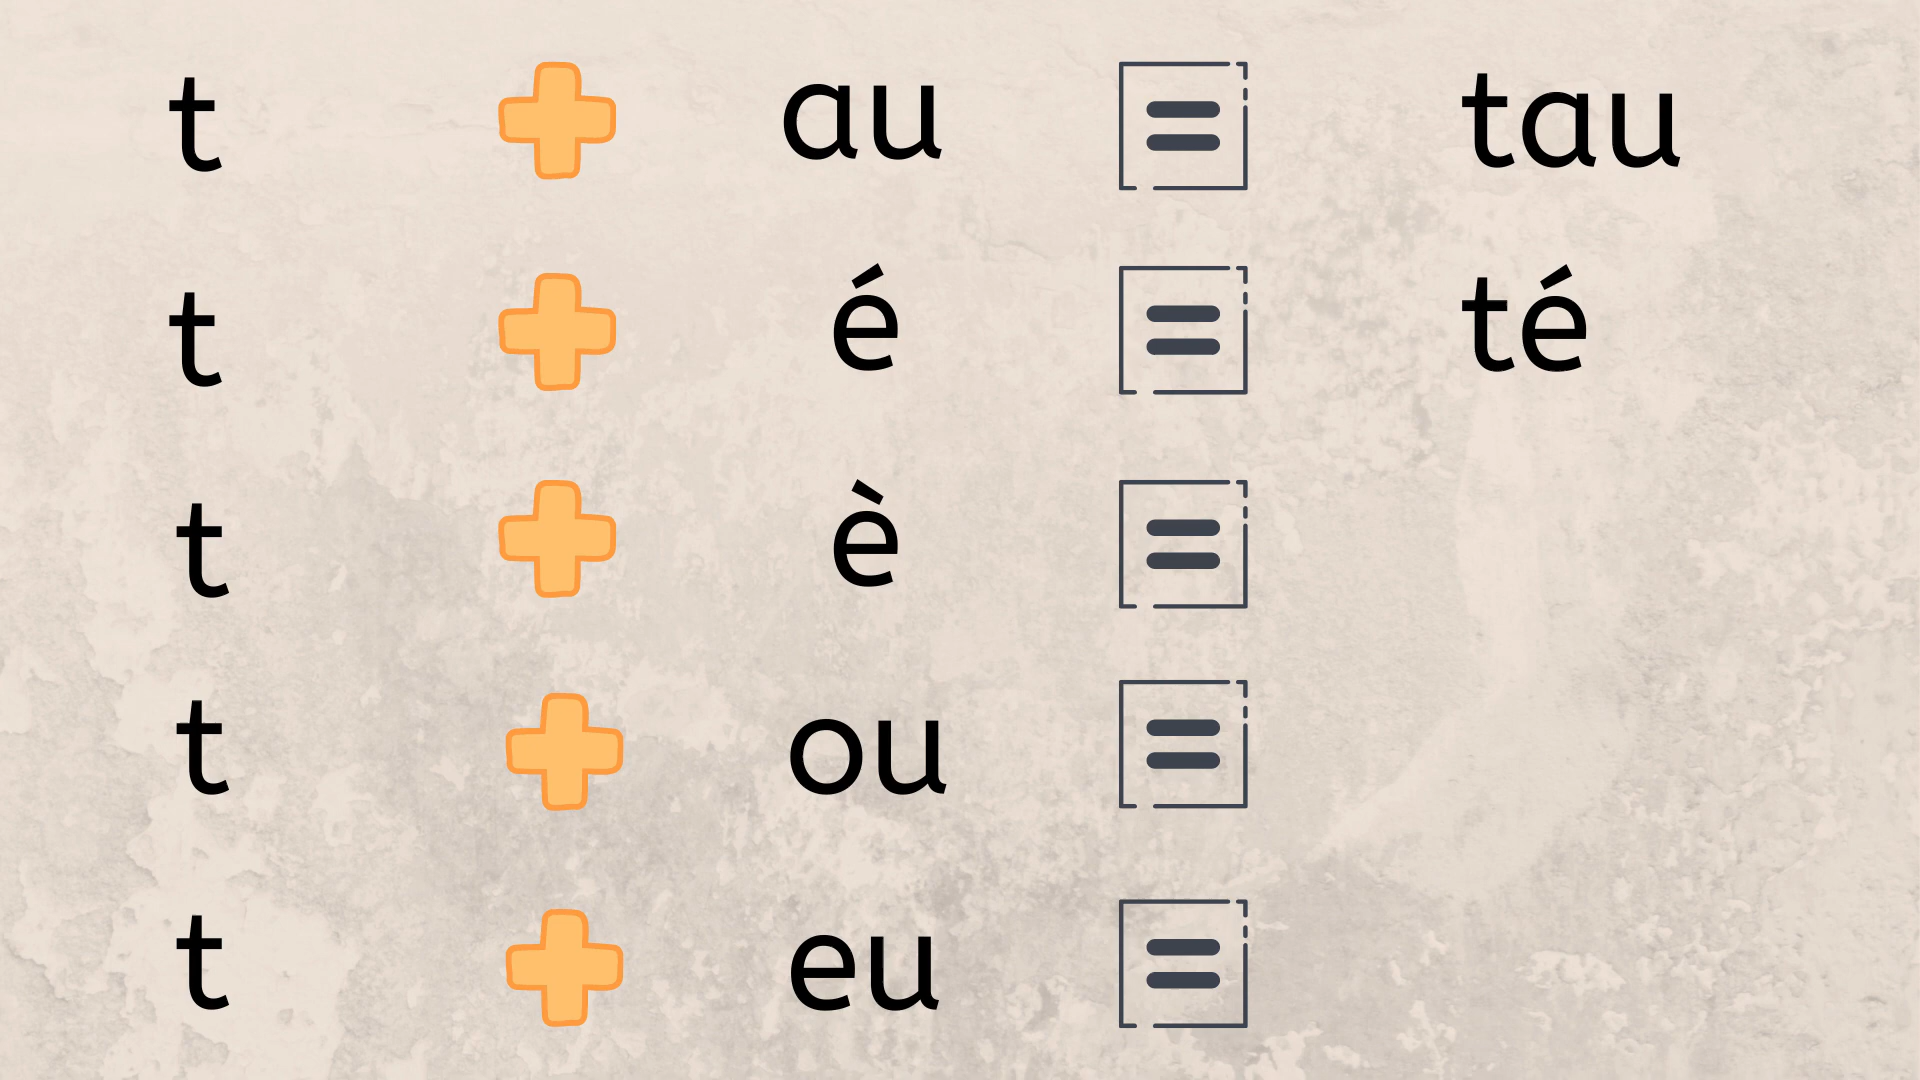 t + au = tau
t + é = té
t + è =
t + ou =
t + eu =